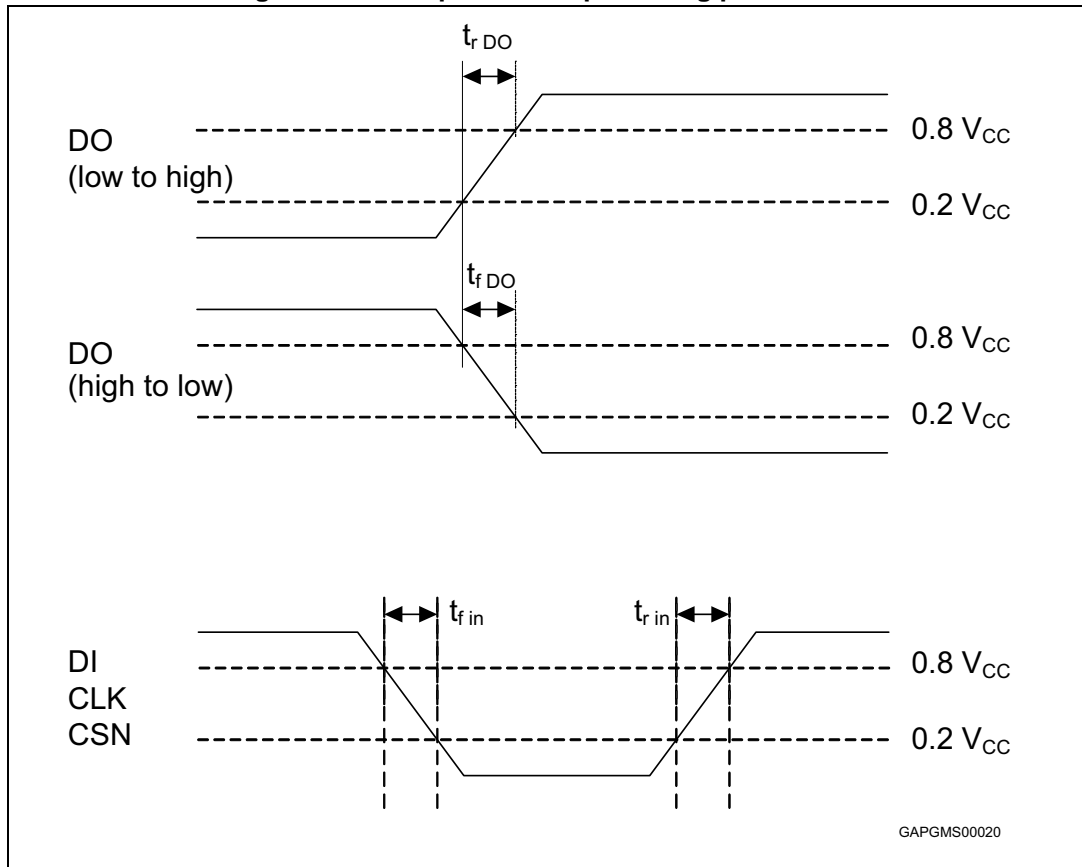 t_r DO
DO
(low to high)
0.8 V_CC
0.2 V_CC
t_f DO
DO
(high to low)
0.8 V_CC
0.2 V_CC
t_f in
t_r in
DI
CLK
CSN
0.8 V_CC
0.2 V_CC
GAPGMS00020